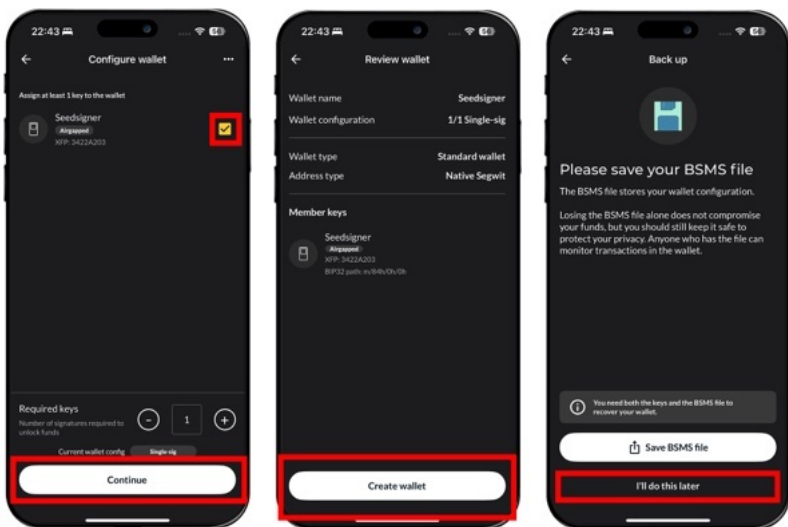 22:43
Configure wallet
Assign at least 1 key to the wallet
Seedsigner
Airgapped
XFP: 3422A203
Required keys
Number of signatures required to
unlock funds
1
Current wallet config Single-sig
Continue
22:43
Review wallet
Wallet name Seedsigner
Wallet configuration 1/1 Single-sig
Wallet type Standard wallet
Address type Native Segwit
Member keys
Seedsigner
Airgapped
XFP: 3422A203
BIP32 path: m/84h/0h/0h
Create wallet
22:43
Back up
Please save your BSMS file
The BSMS file stores your wallet configuration.
Losing the BSMS file alone does not compromise
your funds, but you should still keep it safe to
protect your privacy. Anyone who has the file can
monitor transactions in the wallet.
You need both the keys and the BSMS file to
recover your wallet.
Save BSMS file
I'll do this later